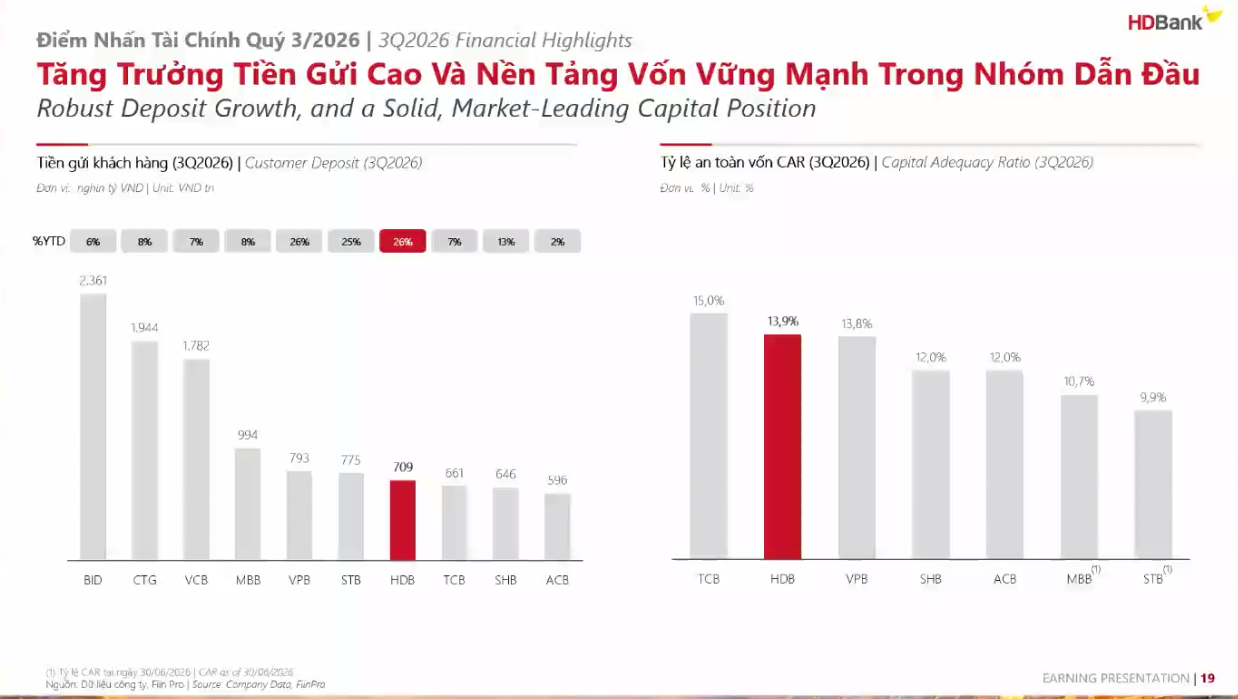 HDBank
Điểm Nhấn Tài Chính Quý 3/2026 | 3Q2026 Financial Highlights
Tăng Trưởng Tiền Gửi Cao Và Nền Tảng Vốn Vững Mạnh Trong Nhóm Dẫn Đầu
Robust Deposit Growth, and a Solid, Market-Leading Capital Position
Tiền gửi khách hàng (3Q2026) | Customer Deposit (3Q2026)
Đơn vị: nghìn tỷ VND | Unit: VND tn
%YTD 6% 8% 7% 8% 26% 25% 26% 7% 13% 2%
2.361 1.944 1.782 994 793 775 709 661 646 596
BID CTG VCB MBB VPB STB HDB TCB SHB ACB
Tỷ lệ an toàn vốn CAR (3Q2026) | Capital Adequacy Ratio (3Q2026)
Đơn vị: % | Unit: %
15,0% 13,9% 13,8% 12,0% 12,0% 10,7% 9,9%
TCB HDB VPB SHB ACB MBB(1) STB(1)
(1) Tỷ lệ CAR tại ngày 30/06/2026 | CAR as of 30/06/2026
Nguồn: Dữ liệu công ty, Fiin Pro | Source: Company Data, FiinPro
EARNING PRESENTATION | 19